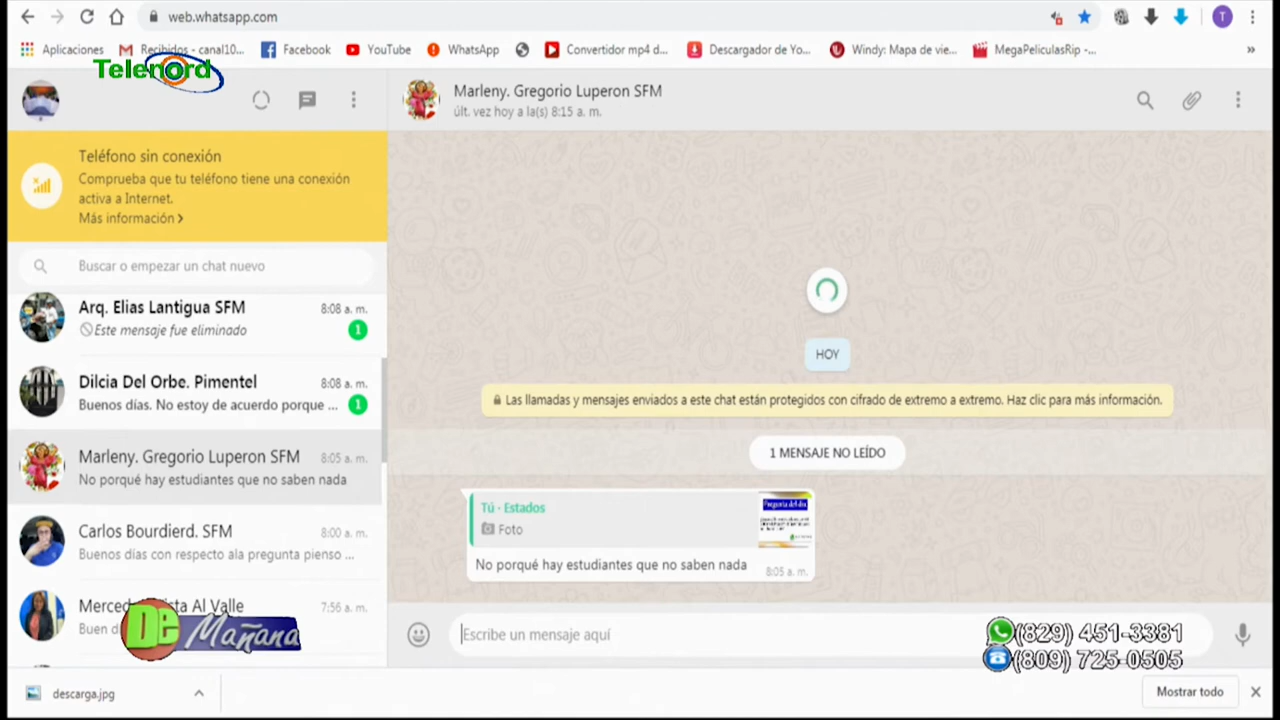 web.whatsapp.com
T
Aplicaciones
Recibidos - canal10...
Facebook
YouTube
WhatsApp
Convertidor mp4 d...
Descargador de Yo...
Windy: Mapa de vie...
MegaPeliculasRip -...
»
Telenord
Marleny. Gregorio Luperon SFM
últ. vez hoy a la(s) 8:15 a. m.
Teléfono sin conexión
Comprueba que tu teléfono tiene una conexión
activa a Internet.
Más información >
Buscar o empezar un chat nuevo
Arq. Elias Lantigua SFM 8:08 a. m.
Este mensaje fue eliminado 1
Dilcia Del Orbe. Pimentel 8:08 a. m.
Buenos días. No estoy de acuerdo porque ... 1
Marleny. Gregorio Luperon SFM 8:05 a. m.
No porqué hay estudiantes que no saben nada
Carlos Bourdierd. SFM 8:00 a. m.
Buenos días con respecto ala pregunta pienso ...
Al Valle 7:56 a. m.
Buen
De Mañana
HOY
Las llamadas y mensajes enviados a este chat están protegidos con cifrado de extremo a extremo. Haz clic para más información.
1 MENSAJE NO LEÍDO
Tú · Estados
Foto
Pregunta del día
No porqué hay estudiantes que no saben nada
8:05 a. m.
Escribe un mensaje aquí
(829) 451-3381
(809) 725-0505
descarga.jpg
Mostrar todo